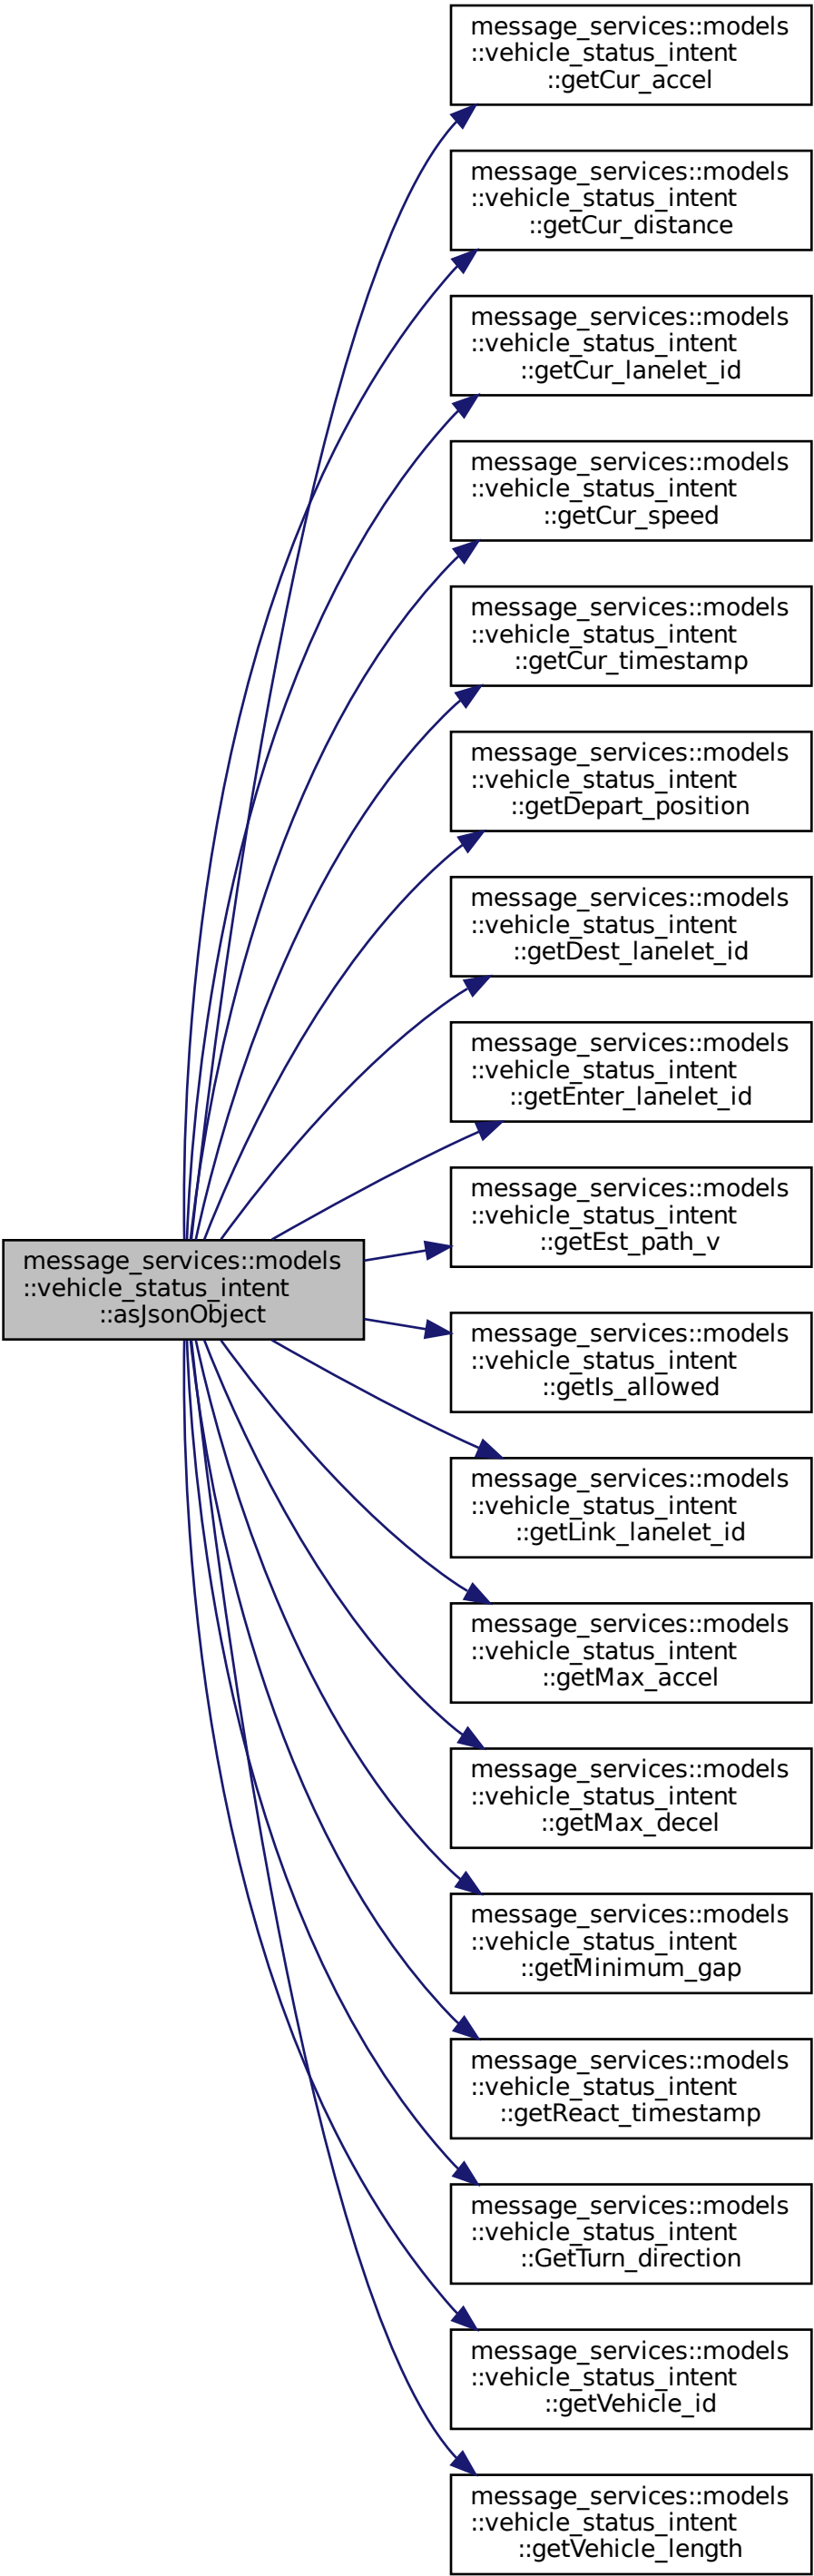 message_services::models
::vehicle_status_intent
::getCur_accel
message_services::models
::vehicle_status_intent
::getCur_distance
message_services::models
::vehicle_status_intent
::getCur_lanelet_id
message_services::models
::vehicle_status_intent
::getCur_speed
message_services::models
::vehicle_status_intent
::getCur_timestamp
message_services::models
::vehicle_status_intent
::getDepart_position
message_services::models
::vehicle_status_intent
::getDest_lanelet_id
message_services::models
::vehicle_status_intent
::getEnter_lanelet_id
message_services::models
::vehicle_status_intent
::getEst_path_v
message_services::models
::vehicle_status_intent
::asJsonObject
message_services::models
::vehicle_status_intent
::getIs_allowed
message_services::models
::vehicle_status_intent
::getLink_lanelet_id
message_services::models
::vehicle_status_intent
::getMax_accel
message_services::models
::vehicle_status_intent
::getMax_decel
message_services::models
::vehicle_status_intent
::getMinimum_gap
message_services::models
::vehicle_status_intent
::getReact_timestamp
message_services::models
::vehicle_status_intent
::GetTurn_direction
message_services::models
::vehicle_status_intent
::getVehicle_id
message_services::models
::vehicle_status_intent
::getVehicle_length